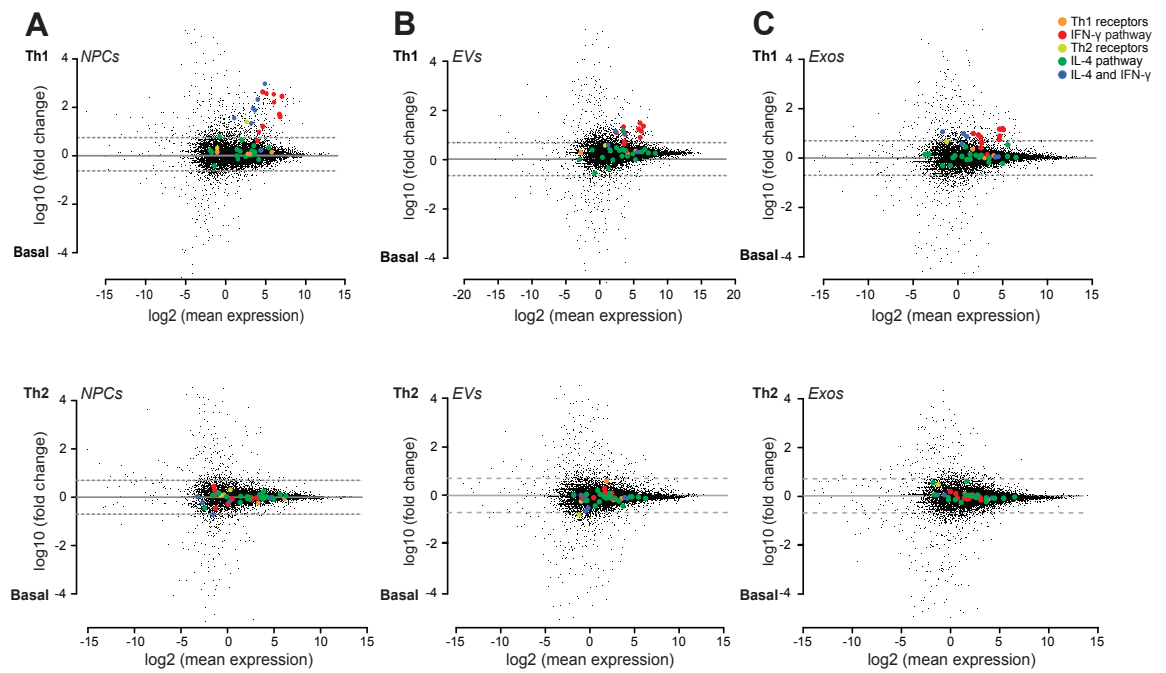 A
B
C
Th1 receptors
IFN-γ pathway
Th2 receptors
IL-4 pathway
IL-4 and IFN-γ
Th1
NPCs
4
2
0
-2
-4
Basal
log10 (fold change)
-15 -10 -5 0 5 10 15
log2 (mean expression)
Th1
EVs
4
2
0
-2
-4
Basal
log10 (fold change)
-20 -15 -10 -5 0 5 10 15 20
log2 (mean expression)
Th1
Exos
4
2
0
-2
-4
Basal
log10 (fold change)
-15 -10 -5 0 5 10 15
log2 (mean expression)
Th2
NPCs
4
2
0
-2
-4
Basal
log10 (fold change)
-15 -10 -5 0 5 10 15
log2 (mean expression)
Th2
EVs
4
2
0
-2
-4
Basal
log10 (fold change)
-15 -10 -5 0 5 10 15
log2 (mean expression)
Th2
Exos
4
2
0
-2
-4
Basal
log10 (fold change)
-15 -10 -5 0 5 10 15
log2 (mean expression)